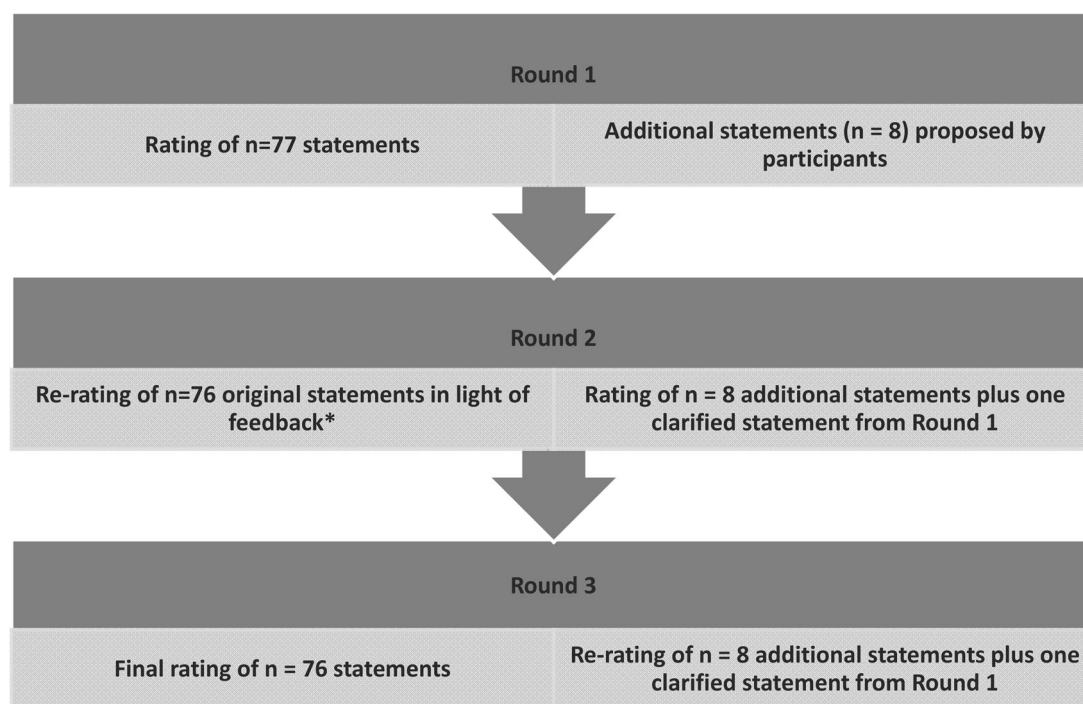 Round 1
Rating of n=77 statements
Additional statements (n = 8) proposed by
participants
Round 2
Re-rating of n=76 original statements in light of
feedback*
Rating of n = 8 additional statements plus one
clarified statement from Round 1
Round 3
Final rating of n = 76 statements
Re-rating of n = 8 additional statements plus one
clarified statement from Round 1